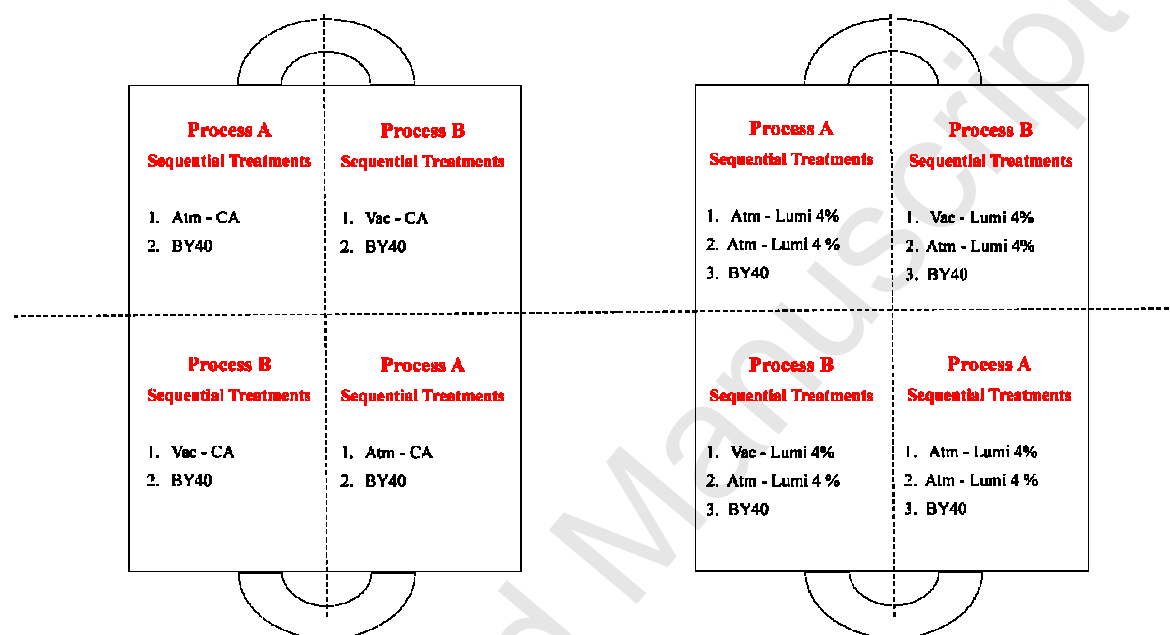 Process A
Sequential Treatments
1. Atm - CA
2. BY40
Process B
Sequential Treatments
1. Vac - CA
2. BY40
Process B
Sequential Treatments
1. Vac - CA
2. BY40
Process A
Sequential Treatments
1. Atm - CA
2. BY40
Process A
Sequential Treatments
1. Atm - Lumi 4%
2. Atm - Lumi 4 %
3. BY40
Process B
Sequential Treatments
1. Vac - Lumi 4%
2. Atm - Lumi 4%
3. BY40
Process B
Sequential Treatments
1. Vac - Lumi 4%
2. Atm - Lumi 4 %
3. BY40
Process A
Sequential Treatments
1. Atm - Lumi 4%
2. Atm - Lumi 4 %
3. BY40
Manuscript